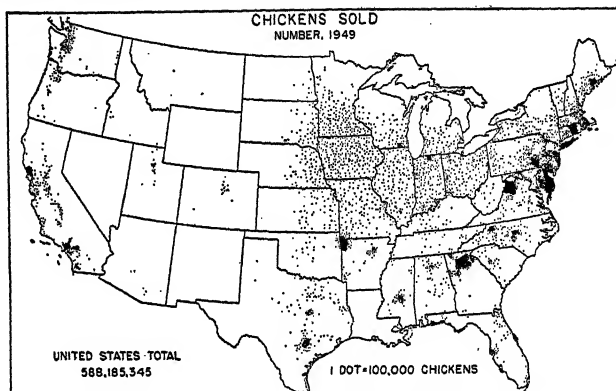 CHICKENS SOLD
NUMBER, 1949
UNITED STATES TOTAL
588,185,345
1 DOT=100,000 CHICKENS